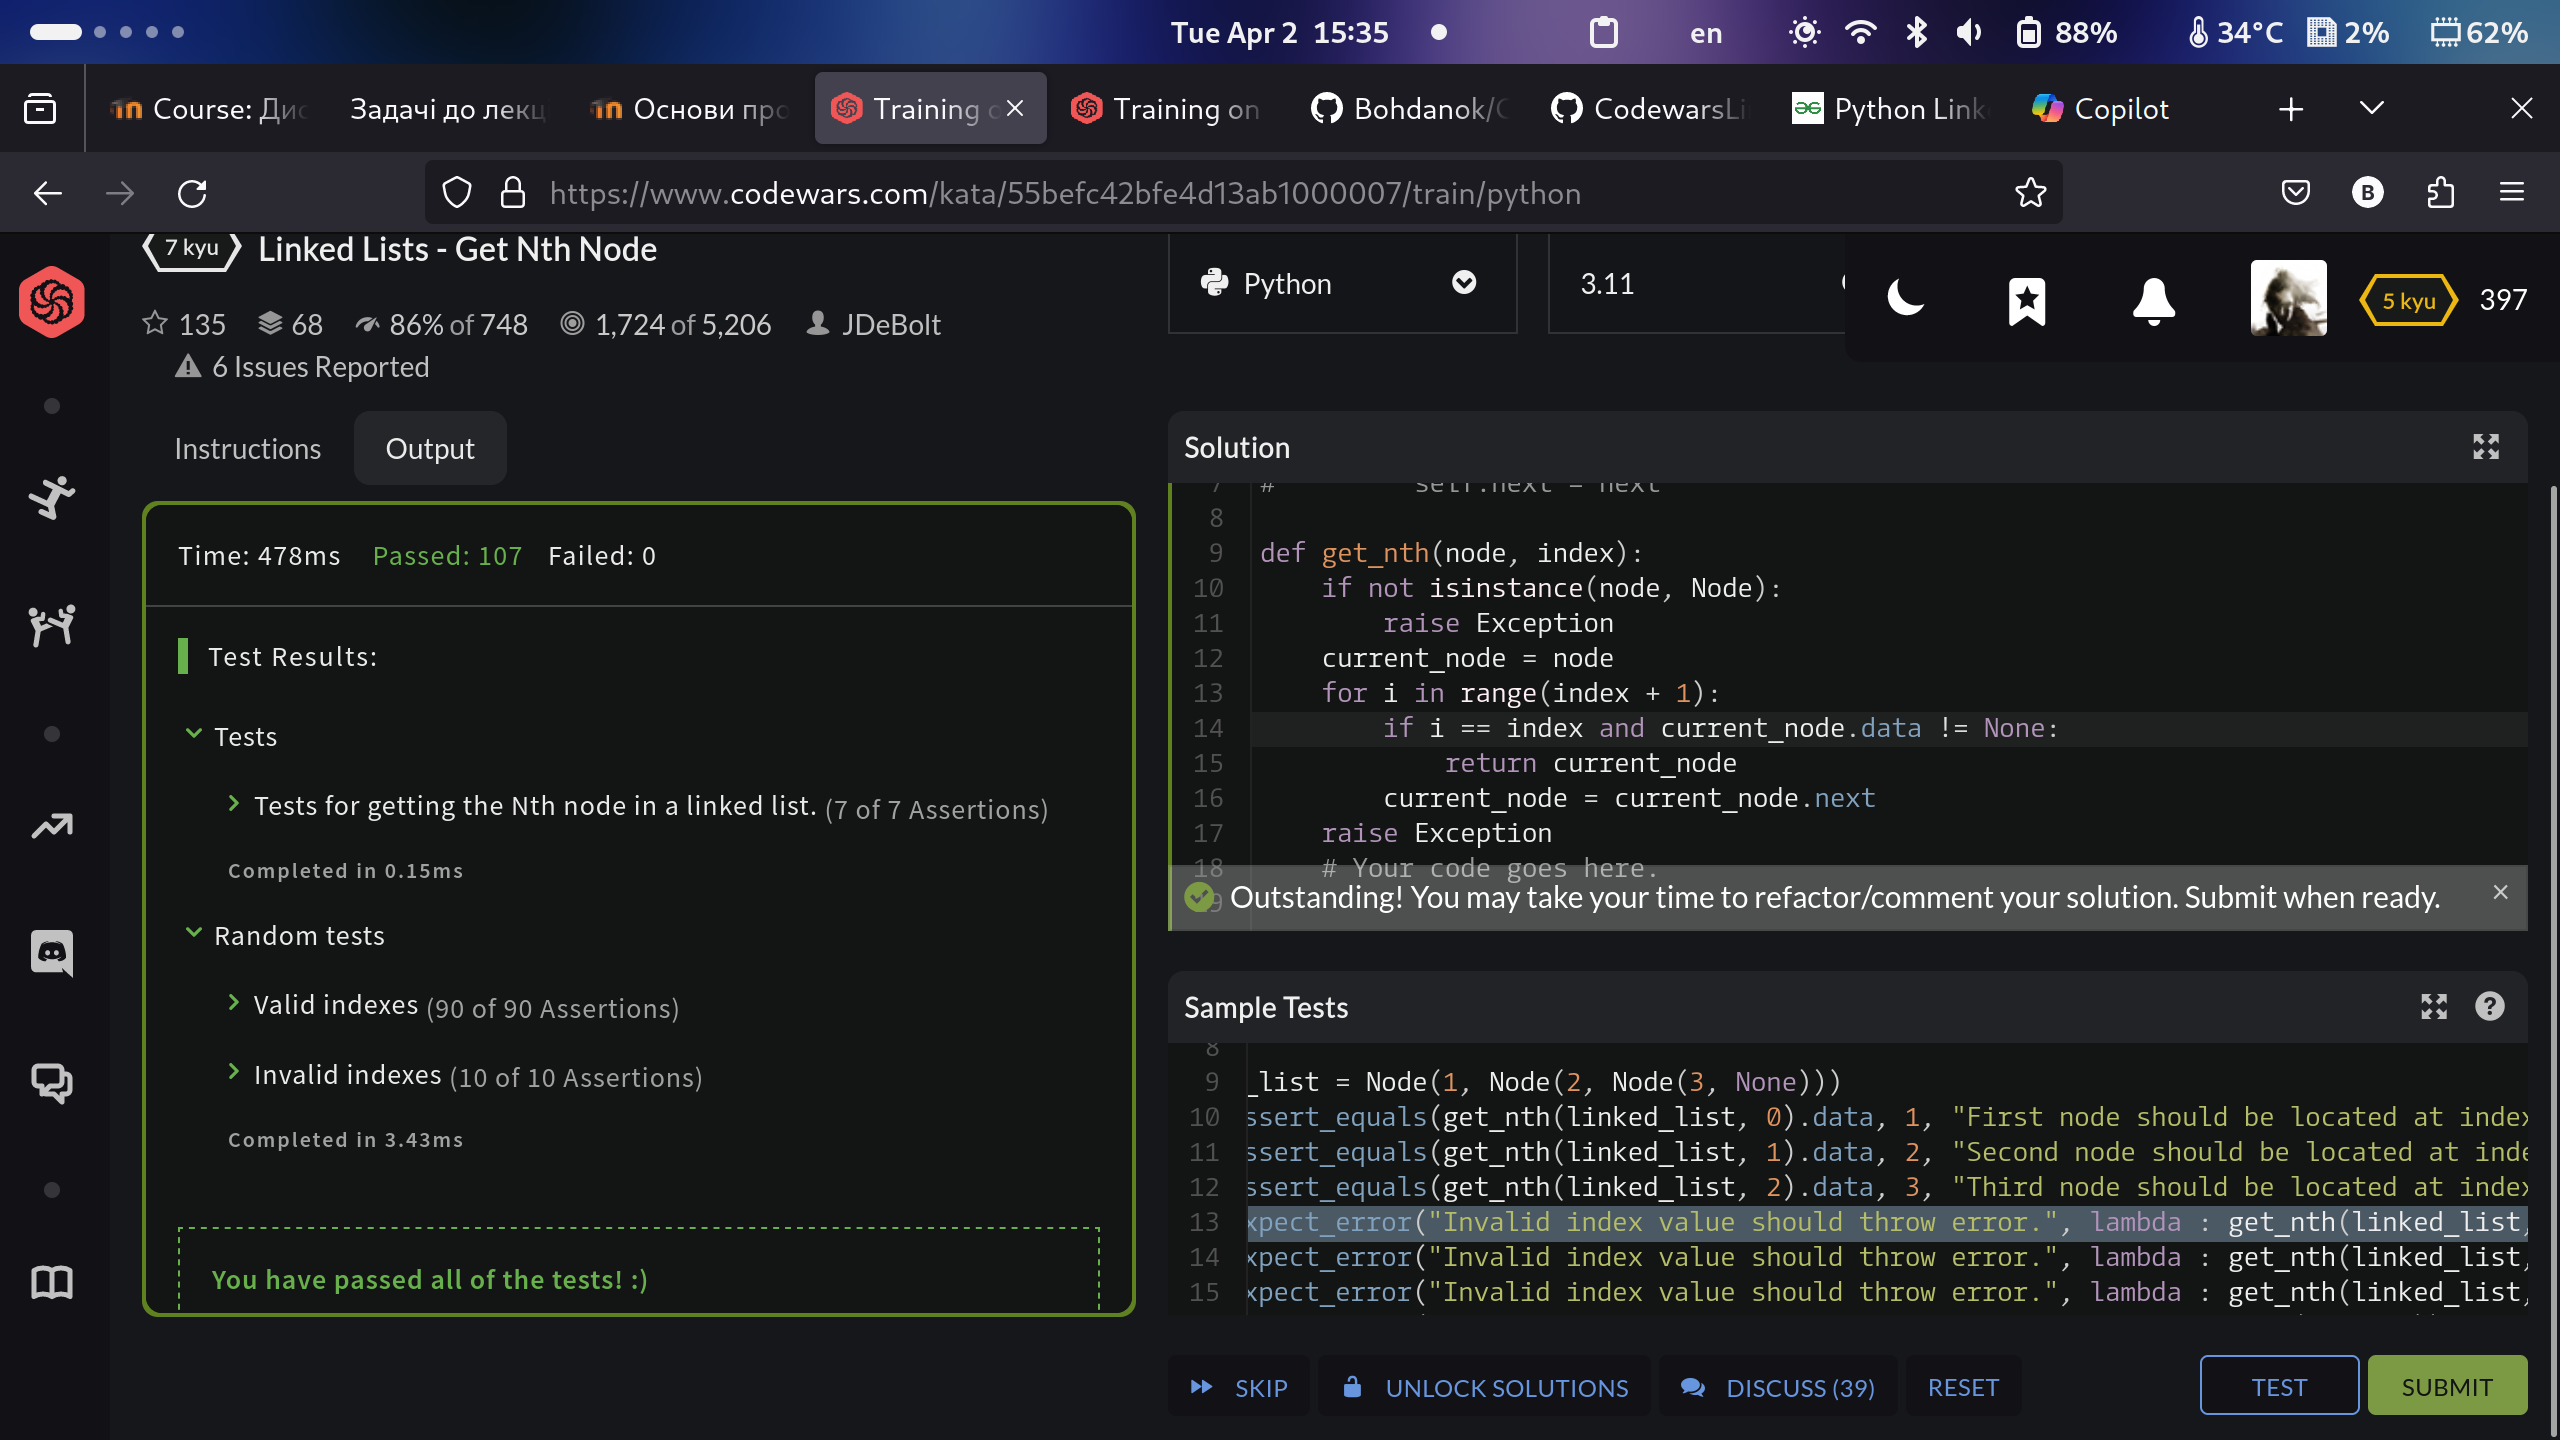 Tue Apr 2 15:35
en
88%
34°C
2%
62%
Course: Дис
Задачі до лекц
Основи про
Training o
Training on
Bohdanok/C
CodewarsLi
Python Link
Copilot
https://www.codewars.com/kata/55befc42bfe4d13ab1000007/train/python
B
7 kyu
Linked Lists - Get Nth Node
135
68
86% of 748
1,724 of 5,206
JDeBolt
6 Issues Reported
Python
3.11
5 kyu
397
Instructions
Output
Time: 478ms Passed: 107 Failed: 0
Test Results:
Tests
Tests for getting the Nth node in a linked list. (7 of 7 Assertions)
Completed in 0.15ms
Random tests
Valid indexes (90 of 90 Assertions)
Invalid indexes (10 of 10 Assertions)
Completed in 3.43ms
You have passed all of the tests! :)
Solution
7 # self.next = next
8
9 def get_nth(node, index):
10 if not isinstance(node, Node):
11 raise Exception
12 current_node = node
13 for i in range(index + 1):
14 if i == index and current_node.data != None:
15 return current_node
16 current_node = current_node.next
17 raise Exception
18 # Your code goes here.
Outstanding! You may take your time to refactor/comment your solution. Submit when ready.
Sample Tests
8
9 _list = Node(1, Node(2, Node(3, None)))
10 ssert_equals(get_nth(linked_list, 0).data, 1, "First node should be located at index
11 ssert_equals(get_nth(linked_list, 1).data, 2, "Second node should be located at inde
12 ssert_equals(get_nth(linked_list, 2).data, 3, "Third node should be located at index
13 xpect_error("Invalid index value should throw error.", lambda : get_nth(linked_list,
14 xpect_error("Invalid index value should throw error.", lambda : get_nth(linked_list,
15 xpect_error("Invalid index value should throw error.", lambda : get_nth(linked_list,
SKIP
UNLOCK SOLUTIONS
DISCUSS (39)
RESET
TEST
SUBMIT